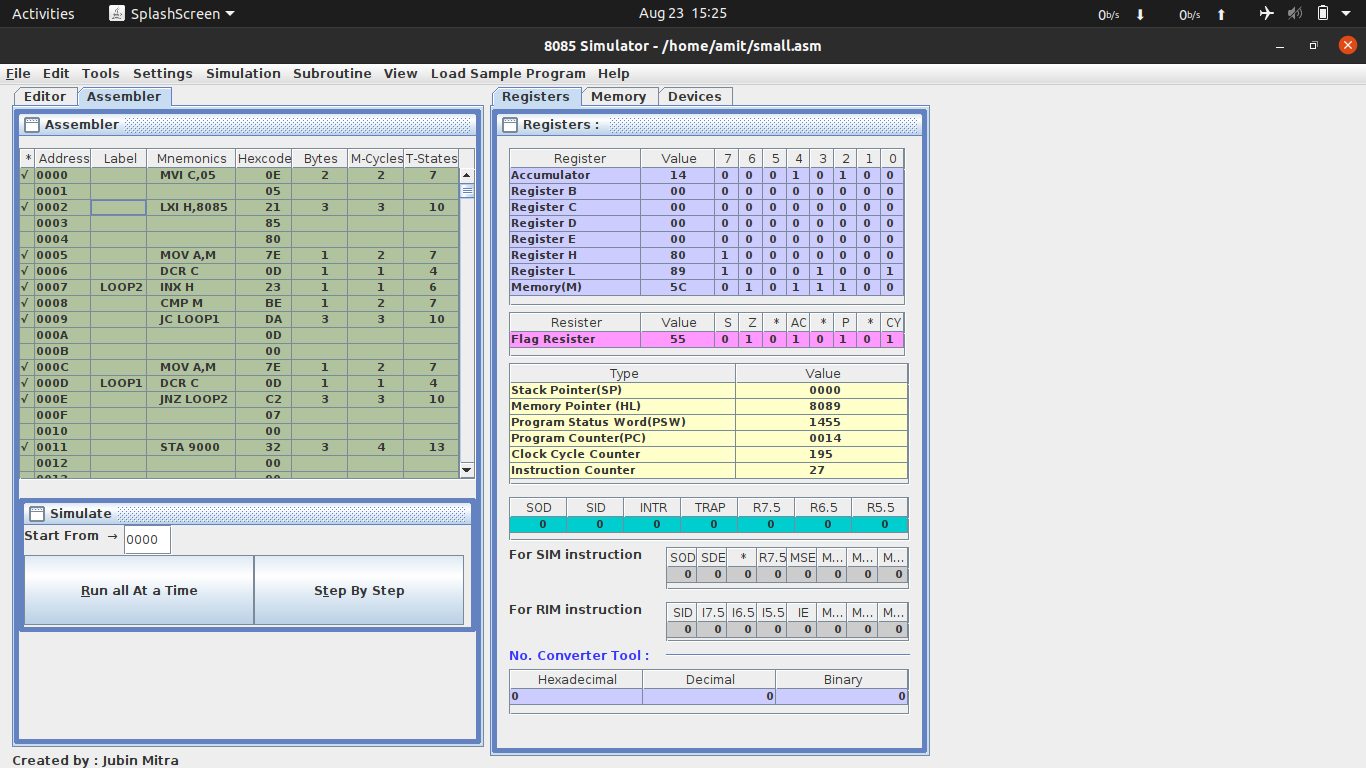 Activities SplashScreen Aug 23 15:25 0b/s 0b/s
8085 Simulator - /home/amit/small.asm
File Edit Tools Settings Simulation Subroutine View Load Sample Program Help
Editor Assembler
Assembler
* Address Label Mnemonics Hexcode Bytes M-Cycles T-States
√ 0000 MVI C,05 0E 2 2 7
0001 05
√ 0002 LXI H,8085 21 3 3 10
0003 85
0004 80
√ 0005 MOV A,M 7E 1 2 7
√ 0006 DCR C 0D 1 1 4
√ 0007 LOOP2 INX H 23 1 1 6
√ 0008 CMP M BE 1 2 7
√ 0009 JC LOOP1 DA 3 3 10
000A 0D
000B 00
√ 000C MOV A,M 7E 1 2 7
√ 000D LOOP1 DCR C 0D 1 1 4
√ 000E JNZ LOOP2 C2 3 3 10
000F 07
0010 00
√ 0011 STA 9000 32 3 4 13
0012 00
Simulate
Start From → 0000
Run all At a Time Step By Step
Created by : Jubin Mitra
Registers Memory Devices
Registers :
Register Value 7 6 5 4 3 2 1 0
Accumulator 14 0 0 0 1 0 1 0 0
Register B 00 0 0 0 0 0 0 0 0
Register C 00 0 0 0 0 0 0 0 0
Register D 00 0 0 0 0 0 0 0 0
Register E 00 0 0 0 0 0 0 0 0
Register H 80 1 0 0 0 0 0 0 0
Register L 89 1 0 0 0 1 0 0 1
Memory(M) 5C 0 1 0 1 1 1 0 0
Resister Value S Z * AC * P * CY
Flag Resister 55 0 1 0 1 0 1 0 1
Type Value
Stack Pointer(SP) 0000
Memory Pointer (HL) 8089
Program Status Word(PSW) 1455
Program Counter(PC) 0014
Clock Cycle Counter 195
Instruction Counter 27
SOD SID INTR TRAP R7.5 R6.5 R5.5
0 0 0 0 0 0 0
For SIM instruction
SOD SDE * R7.5 MSE M... M... M...
0 0 0 0 0 0 0 0
For RIM instruction
SID I7.5 I6.5 I5.5 IE M... M... M...
0 0 0 0 0 0 0 0
No. Converter Tool :
Hexadecimal Decimal Binary
0 0 0